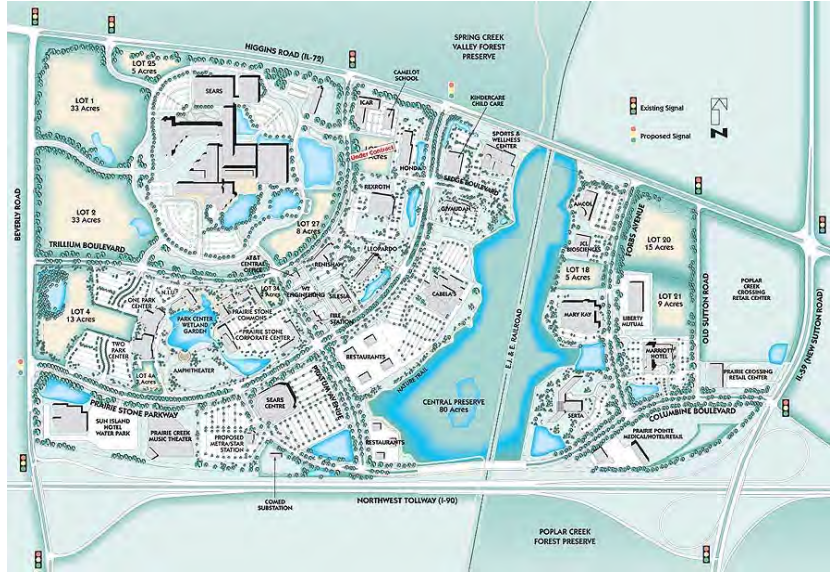 HIGGINS ROAD (IL-72)
SPRING CREEK
VALLEY FOREST
PRESERVE
LOT 25
5 Acres
SEARS
LOT 1
33 Acres
CAMELOT
SCHOOL
ICAR
KINDERCARE
CHILD CARE
SPORTS &
WELLNESS
CENTER
Existing Signal
Proposed Signal
N
Under Contract
Acres
HONDA
LEDGE BOULEVARD
REXROTH
GIVAUDAN
AMCOL
JCL
BIOSCIENCES
FORBS AVENUE
LOT 20
15 Acres
BEVERLY ROAD
LOT 2
33 Acres
LOT 27
8 Acres
TRILLIUM BOULEVARD
AT&T
CENTRAL
OFFICE
LEOPARDO
RENISHAW
LOT 18
5 Acres
OLD SUTTON ROAD
POPLAR
CREEK
CROSSING
RETAIL CENTER
LOT 4
13 Acres
N.I.U.
ONE PARK
CENTER
LOT 3A
WT
ENGINEERING
SILESIA
CABELA'S
MARY KAY
LIBERTY
MUTUAL
LOT 21
9 Acres
PARK CENTER
WETLAND
GARDEN
PRAIRIE STONE
COMMONS
FIRE
STATION
PRAIRIE STONE
CORPORATE CENTER
TWO
PARK
CENTER
AMPHITHEATER
RESTAURANTS
E.J.& E. RAILROAD
MARRIOTT
HOTEL
LOT 4A
Acres
PRAIRIE CROSSING
RETAIL CENTER
IL-59 (NEW SUTTON ROAD)
NATURE TRAIL
PRAIRIE STONE PARKWAY
SEARS
CENTRE
CENTRAL PRESERVE
80 Acres
SERTA
COLUMBINE BOULEVARD
SUN ISLAND
HOTEL
WATER PARK
PRAIRIE CREEK
MUSIC THEATER
PROPOSED
METRA/STAR
STATION
RESTAURANTS
PRAIRIE POINTE
MEDICAL/HOTEL/RETAIL
COMED
SUBSTATION
NORTHWEST TOLLWAY (I-90)
POPLAR CREEK
FOREST PRESERVE